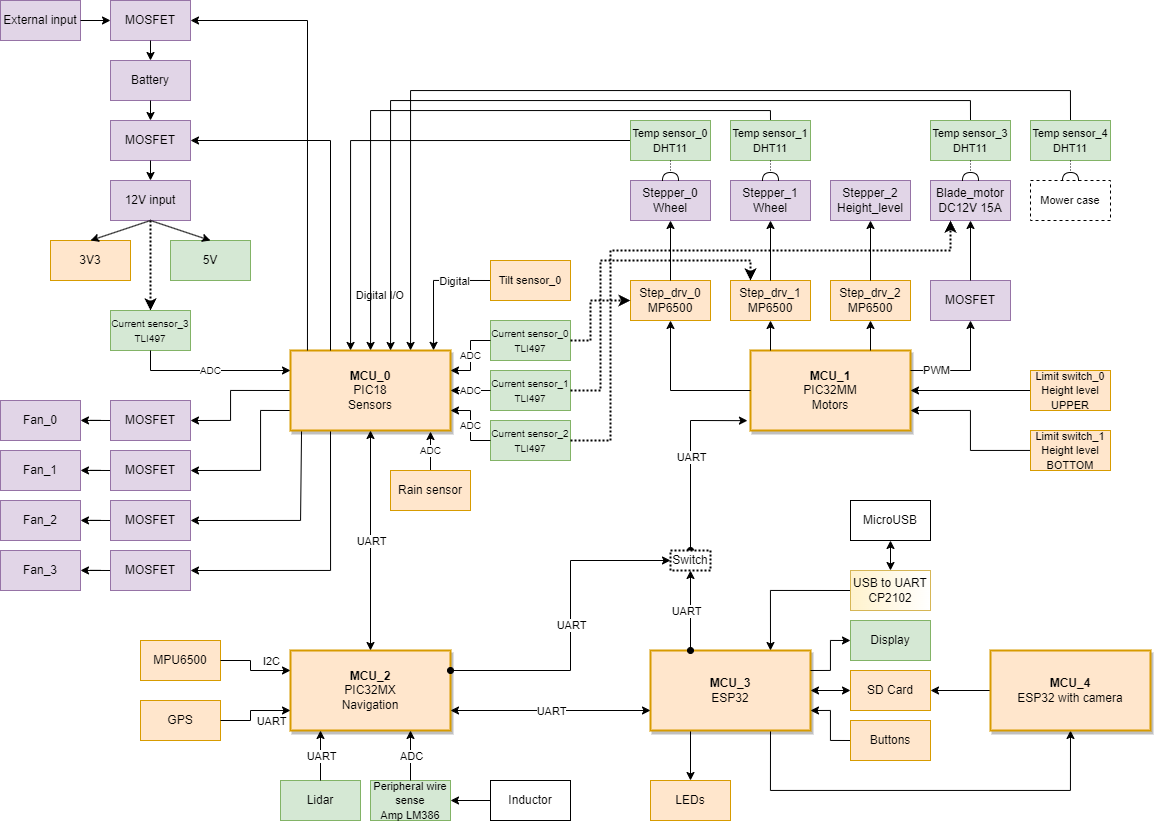 External input
MOSFET
Battery
MOSFET
12V input
3V3
5V
Current sensor_3
TLI497
ADC
Temp sensor_0
DHT11
Temp sensor_1
DHT11
Temp sensor_3
DHT11
Temp sensor_4
DHT11
Stepper_0
Wheel
Stepper_1
Wheel
Stepper_2
Height_level
Blade_motor
DC12V 15A
Mower case
Digital I/O
Digital
Tilt sensor_0
Step_drv_0
MP6500
Step_drv_1
MP6500
Step_drv_2
MP6500
MOSFET
Current sensor_0
TLI497
ADC
Current sensor_1
TLI497
ADC
Current sensor_2
TLI497
ADC
MCU_0
PIC18
Sensors
MCU_1
PIC32MM
Motors
PWM
Limit switch_0
Height level
UPPER
Limit switch_1
Height level
BOTTOM
Fan_0
MOSFET
Fan_1
MOSFET
Fan_2
MOSFET
Fan_3
MOSFET
ADC
Rain sensor
UART
UART
Switch
UART
UART
MicroUSB
USB to UART
CP2102
Display
SD Card
Buttons
MPU6500
I2C
GPS
UART
MCU_2
PIC32MX
Navigation
UART
MCU_3
ESP32
MCU_4
ESP32 with camera
UART
ADC
Lidar
Peripheral wire
sense
Amp LM386
Inductor
LEDs